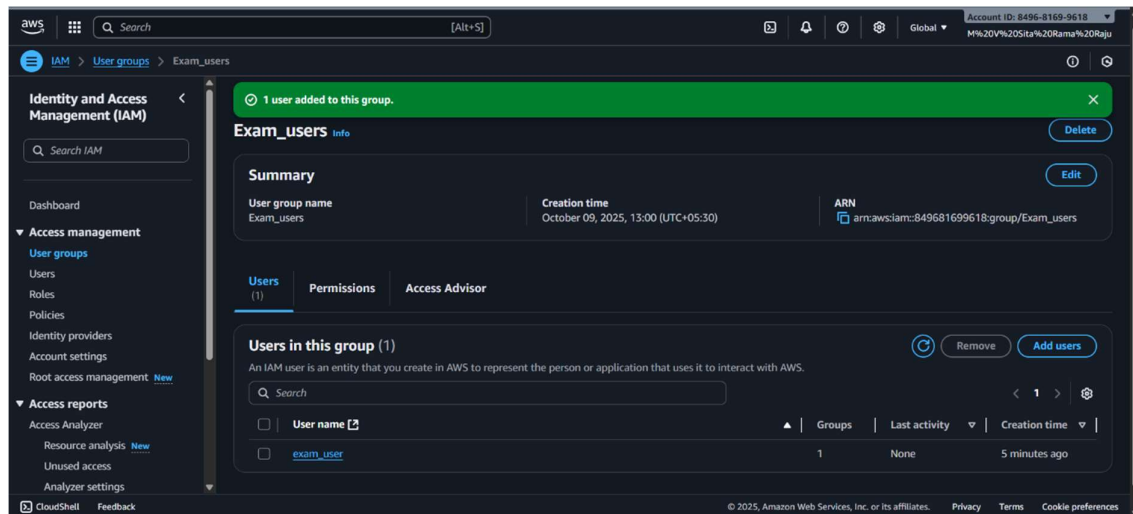 aws
Search [Alt+S]
Global
Account ID: 8496-8169-9618
M%20V%20Sita%20Rama%20Raju
IAM > User groups > Exam_users
Identity and Access
Management (IAM)
Search IAM
Dashboard
Access management
User groups
Users
Roles
Policies
Identity providers
Account settings
Root access management New
Access reports
Access Analyzer
Resource analysis New
Unused access
Analyzer settings
1 user added to this group.
Exam_users Info
Delete
Summary
Edit
User group name
Exam_users
Creation time
October 09, 2025, 13:00 (UTC+05:30)
ARN
arn:aws:iam::849681699618:group/Exam_users
Users
(1)
Permissions
Access Advisor
Users in this group (1)
Remove
Add users
An IAM user is an entity that you create in AWS to represent the person or application that uses it to interact with AWS.
Search
1
User name Groups Last activity Creation time
exam_user 1 None 5 minutes ago
CloudShell Feedback © 2025, Amazon Web Services, Inc. or its affiliates. Privacy Terms Cookie preferences